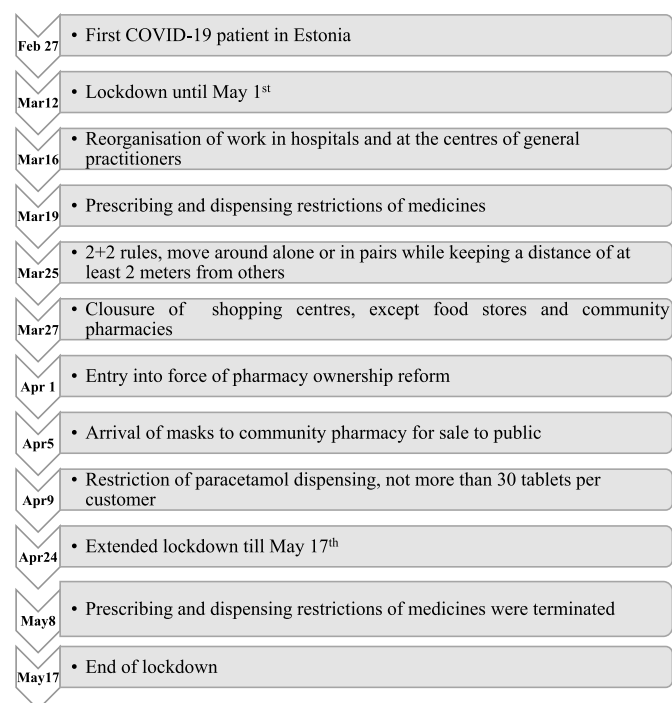 Feb 27
• First COVID-19 patient in Estonia
Mar12
• Lockdown until May 1st
Mar16
• Reorganisation of work in hospitals and at the centres of general
practitioners
Mar19
• Prescribing and dispensing restrictions of medicines
Mar25
• 2+2 rules, move around alone or in pairs while keeping a distance of at
least 2 meters from others
Mar27
• Clousure of shopping centres, except food stores and community
pharmacies
Apr 1
• Entry into force of pharmacy ownership reform
Apr5
• Arrival of masks to community pharmacy for sale to public
Apr9
• Restriction of paracetamol dispensing, not more than 30 tablets per
customer
Apr24
• Extended lockdown till May 17th
May8
• Prescribing and dispensing restrictions of medicines were terminated
May17
• End of lockdown